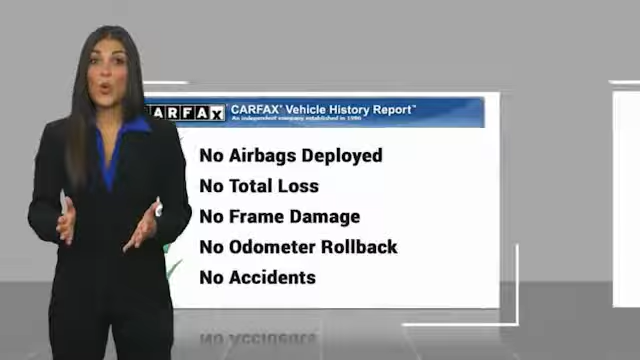 CARFAX CARFAX Vehicle History Report™
An independent company established in 1986
No Airbags Deployed
No Total Loss
No Frame Damage
No Odometer Rollback
No Accidents